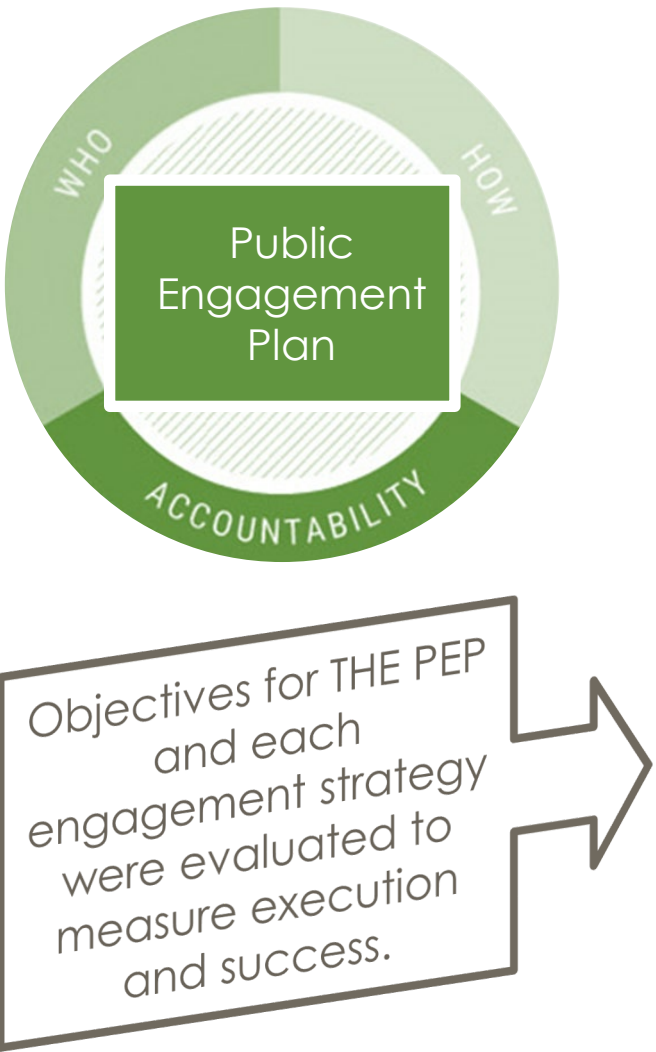 WHO
HOW
Public
Engagement
Plan
ACCOUNTABILITY
Objectives for THE PEP
and each
engagement strategy
were evaluated to
measure execution
and success.